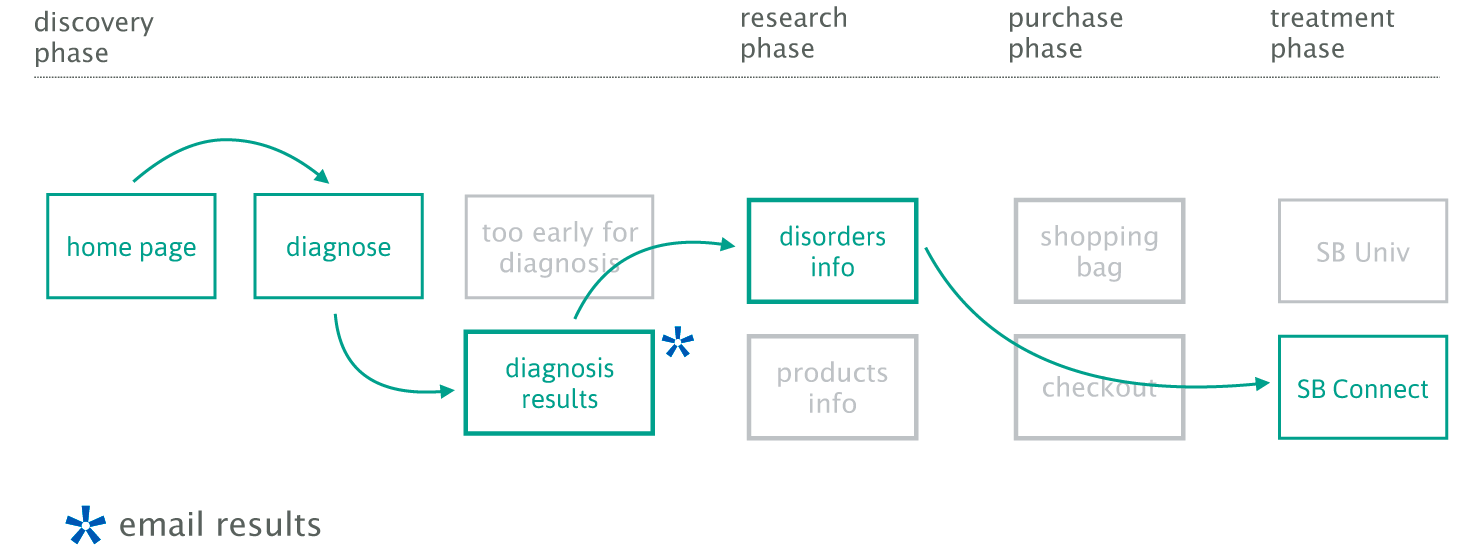 discovery
phase
research
phase
purchase
phase
treatment
phase
home page
diagnose
too early for
diagnosis
disorders
info
shopping
bag
SB Univ
diagnosis
results
products
info
checkout
SB Connect
email results